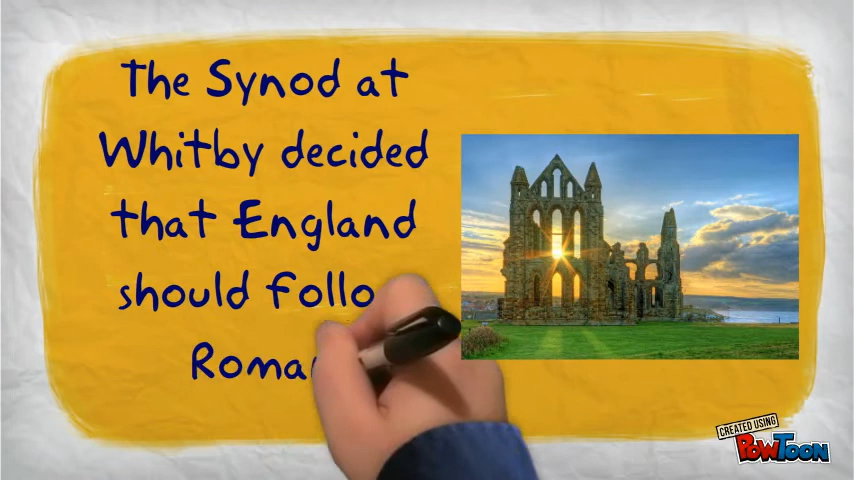 The Synod at
Whitby decided
that England
should follo
Roma
CREATED USING
POWTOON